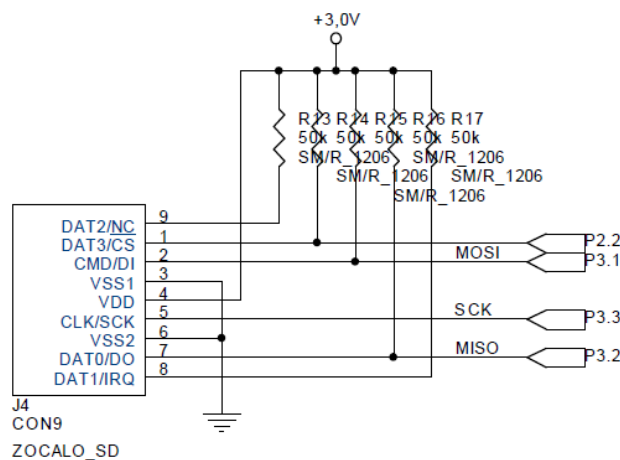 +3,0V
R13 R14 R15 R16 R17
50k 50k 50k 50k 50k
SM/R_1206 SM/R_1206
SM/R_1206 SM/R_1206
SM/R_1206
DAT2/NC 9
DAT3/CS 1 P2.2
CMD/DI 2 MOSI P3.1
VSS1 3
VDD 4
CLK/SCK 5 SCK P3.3
VSS2 6
DAT0/DO 7 MISO P3.2
DAT1/IRQ 8
J4
CON9
ZOCALO_SD